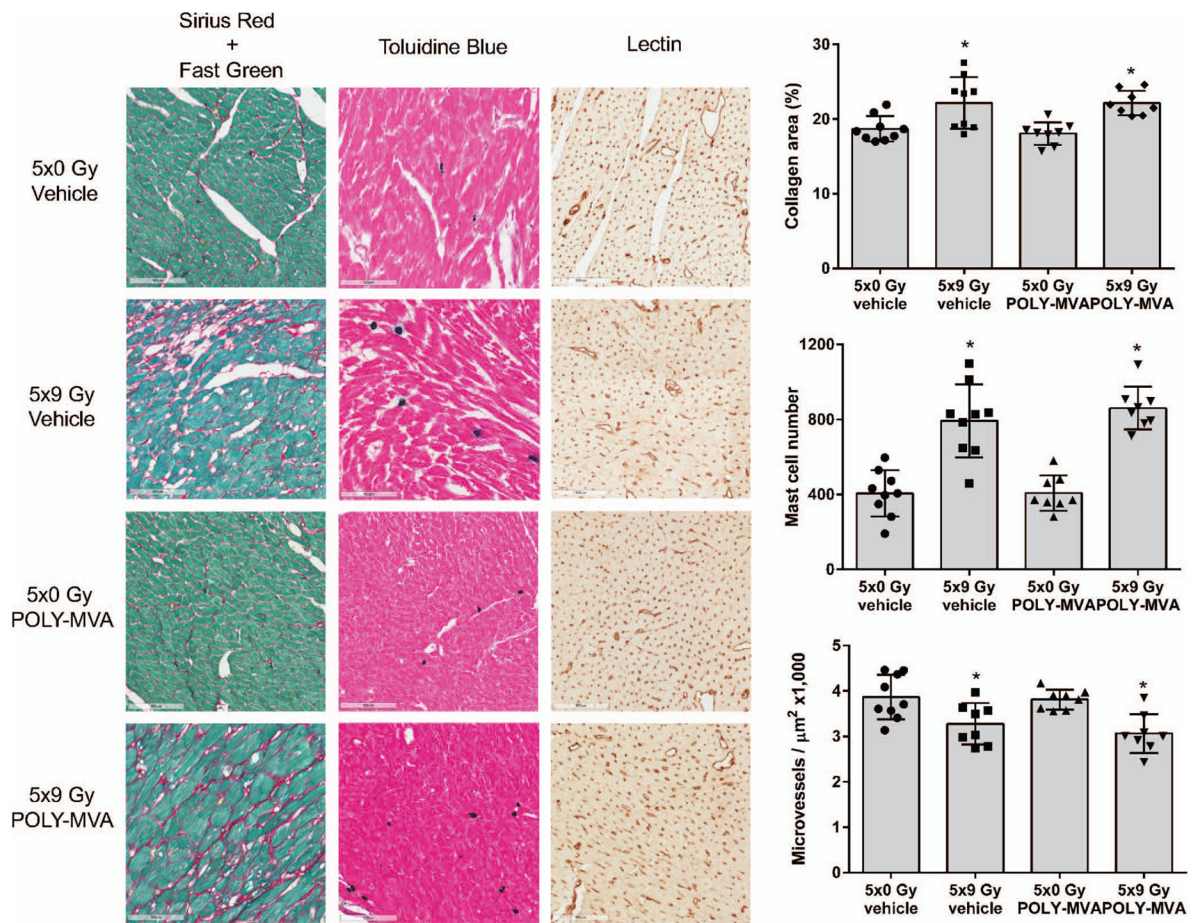 Sirius Red
+
Fast Green
Toluidine Blue
Lectin
5x0 Gy
Vehicle
5x9 Gy
Vehicle
5x0 Gy
POLY-MVA
5x9 Gy
POLY-MVA
Collagen area (%)
30
20
10
0
*
*
5x0 Gy
vehicle
5x9 Gy
vehicle
5x0 Gy
POLY-MVA
5x9 Gy
POLY-MVA
Mast cell number
1200
800
400
0
*
*
5x0 Gy
vehicle
5x9 Gy
vehicle
5x0 Gy
POLY-MVA
5x9 Gy
POLY-MVA
Microvessels / μm² x1,000
5
4
3
2
1
0
*
*
5x0 Gy
vehicle
5x9 Gy
vehicle
5x0 Gy
POLY-MVA
5x9 Gy
POLY-MVA